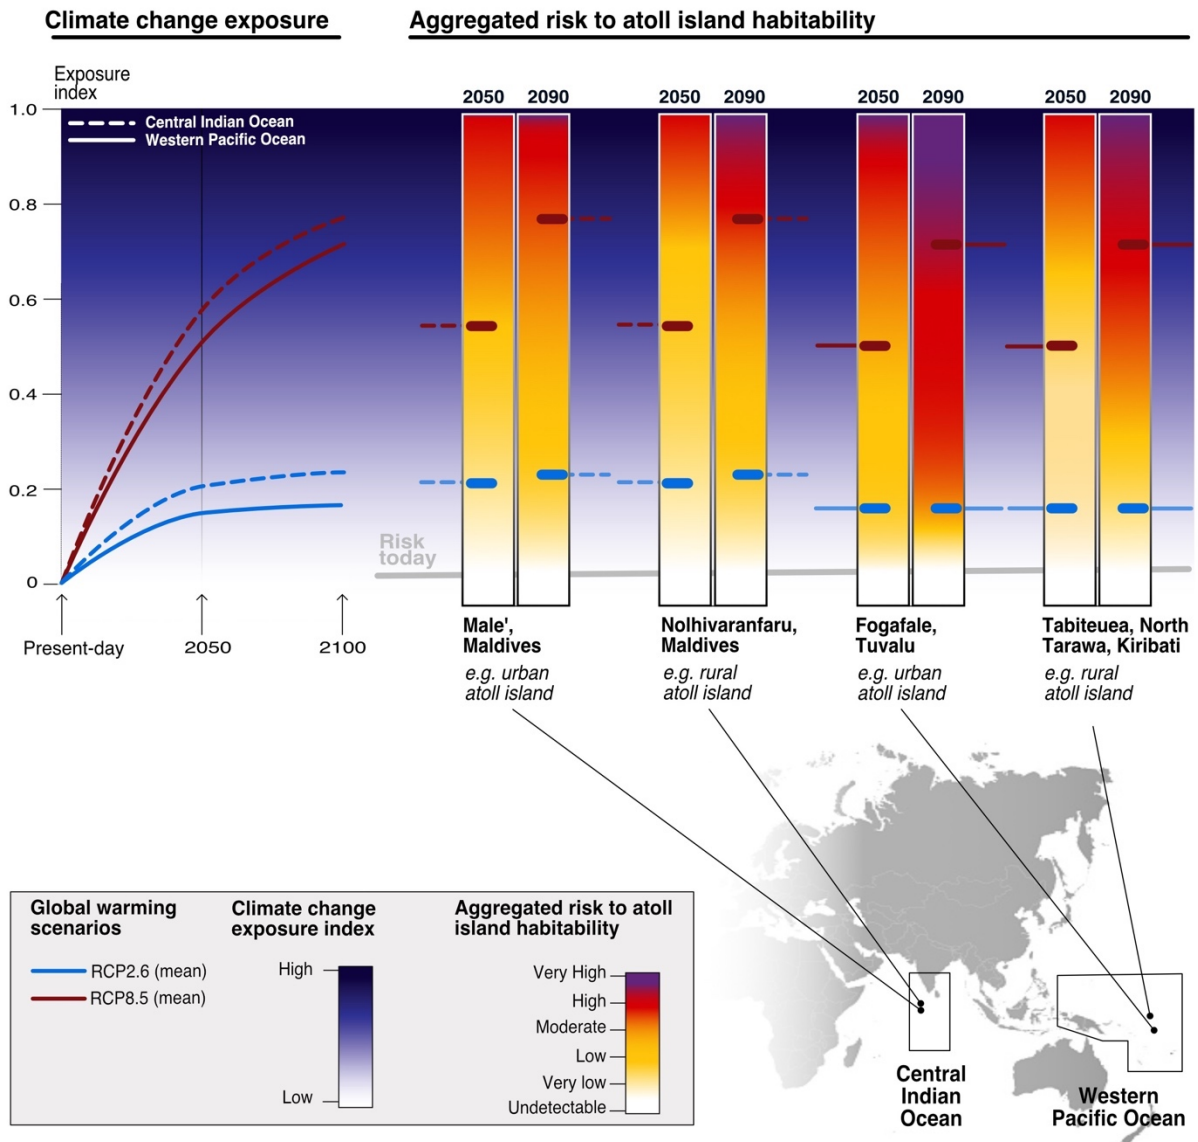 Climate change exposure
Aggregated risk to atoll island habitability
Exposure
index
2050 2090 2050 2090 2050 2090 2050 2090
1.0
Central Indian Ocean
Western Pacific Ocean
0.8
0.6
0.4
0.2
0
Risk
today
Present-day 2050 2100
Male',
Maldives
e.g. urban
atoll island
Nolhivaranfaru,
Maldives
e.g. rural
atoll island
Fogafale,
Tuvalu
e.g. urban
atoll island
Tabiteuea, North
Tarawa, Kiribati
e.g. rural
atoll island
Global warming
scenarios
RCP2.6 (mean)
RCP8.5 (mean)
Climate change
exposure index
High
Low
Aggregated risk to atoll
island habitability
Very High
High
Moderate
Low
Very low
Undetectable
Central
Indian
Ocean
Western
Pacific Ocean